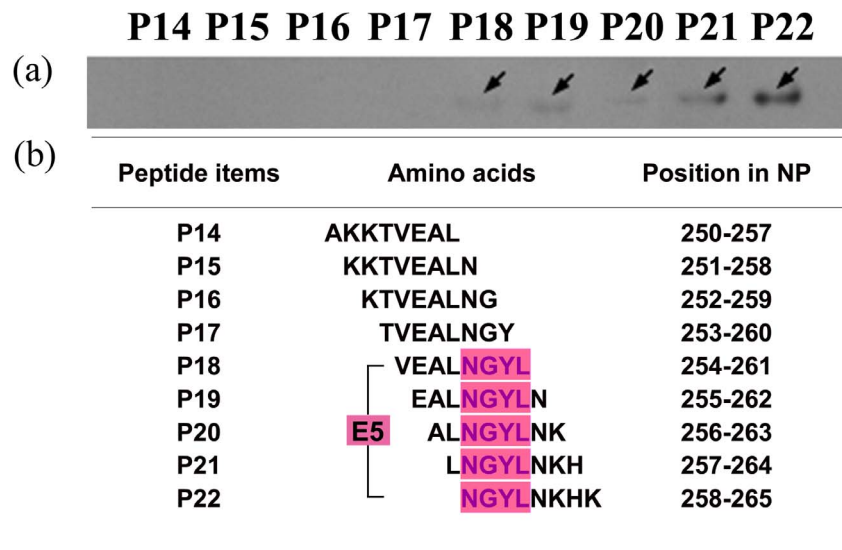 P14 P15 P16 P17 P18 P19 P20 P21 P22
(a)
(b)
Peptide items Amino acids Position in NP
P14 AKKTVEAL 250-257
P15 KKTVEALN 251-258
P16 KTVEALNG 252-259
P17 TVEALNGY 253-260
P18 VEALNGYL 254-261
P19 EALNGYLN 255-262
E5 P20 ALNGYLNK 256-263
P21 LNGYLNKH 257-264
P22 NGYLNKHK 258-265